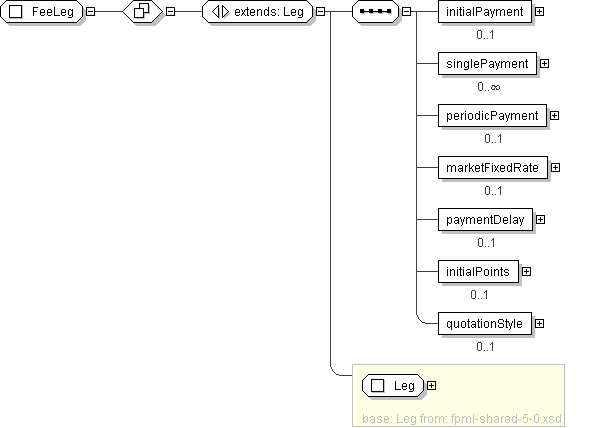 FeeLeg
extends: Leg
initialPayment
0..1
singlePayment
0..∞
periodicPayment
0..1
marketFixedRate
0..1
paymentDelay
0..1
initialPoints
0..1
quotationStyle
0..1
Leg
base: Leg from: fpml-shared-5-0.xsd